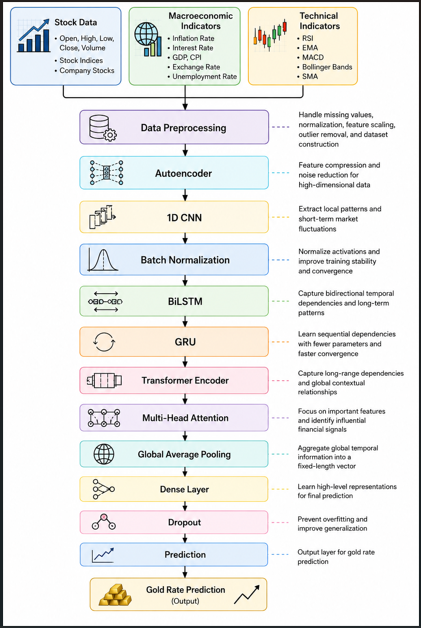 Stock Data
• Open, High, Low,
Close, Volume
• Stock Indices
• Company Stocks
Macroeconomic
Indicators
• Inflation Rate
• Interest Rate
• GDP, CPI
• Exchange Rate
• Unemployment Rate
Technical
Indicators
• RSI
• EMA
• MACD
• Bollinger Bands
• SMA
Data Preprocessing
Handle missing values,
normalization, feature scaling,
outlier removal, and dataset
construction
Autoencoder
Feature compression and
noise reduction for
high-dimensional data
1D CNN
Extract local patterns and
short-term market
fluctuations
Batch Normalization
Normalize activations and
improve training stability
and convergence
BiLSTM
Capture bidirectional temporal
dependencies and long-term
patterns
GRU
Learn sequential dependencies
with fewer parameters and
faster convergence
Transformer Encoder
Capture long-range dependencies
and global contextual
relationships
Multi-Head Attention
Focus on important features
and identify influential
financial signals
Global Average Pooling
Aggregate global temporal
information into a
fixed-length vector
Dense Layer
Learn high-level representations
for final prediction
Dropout
Prevent overfitting and
improve generalization
Prediction
Output layer for gold rate
prediction
Gold Rate Prediction
(Output)